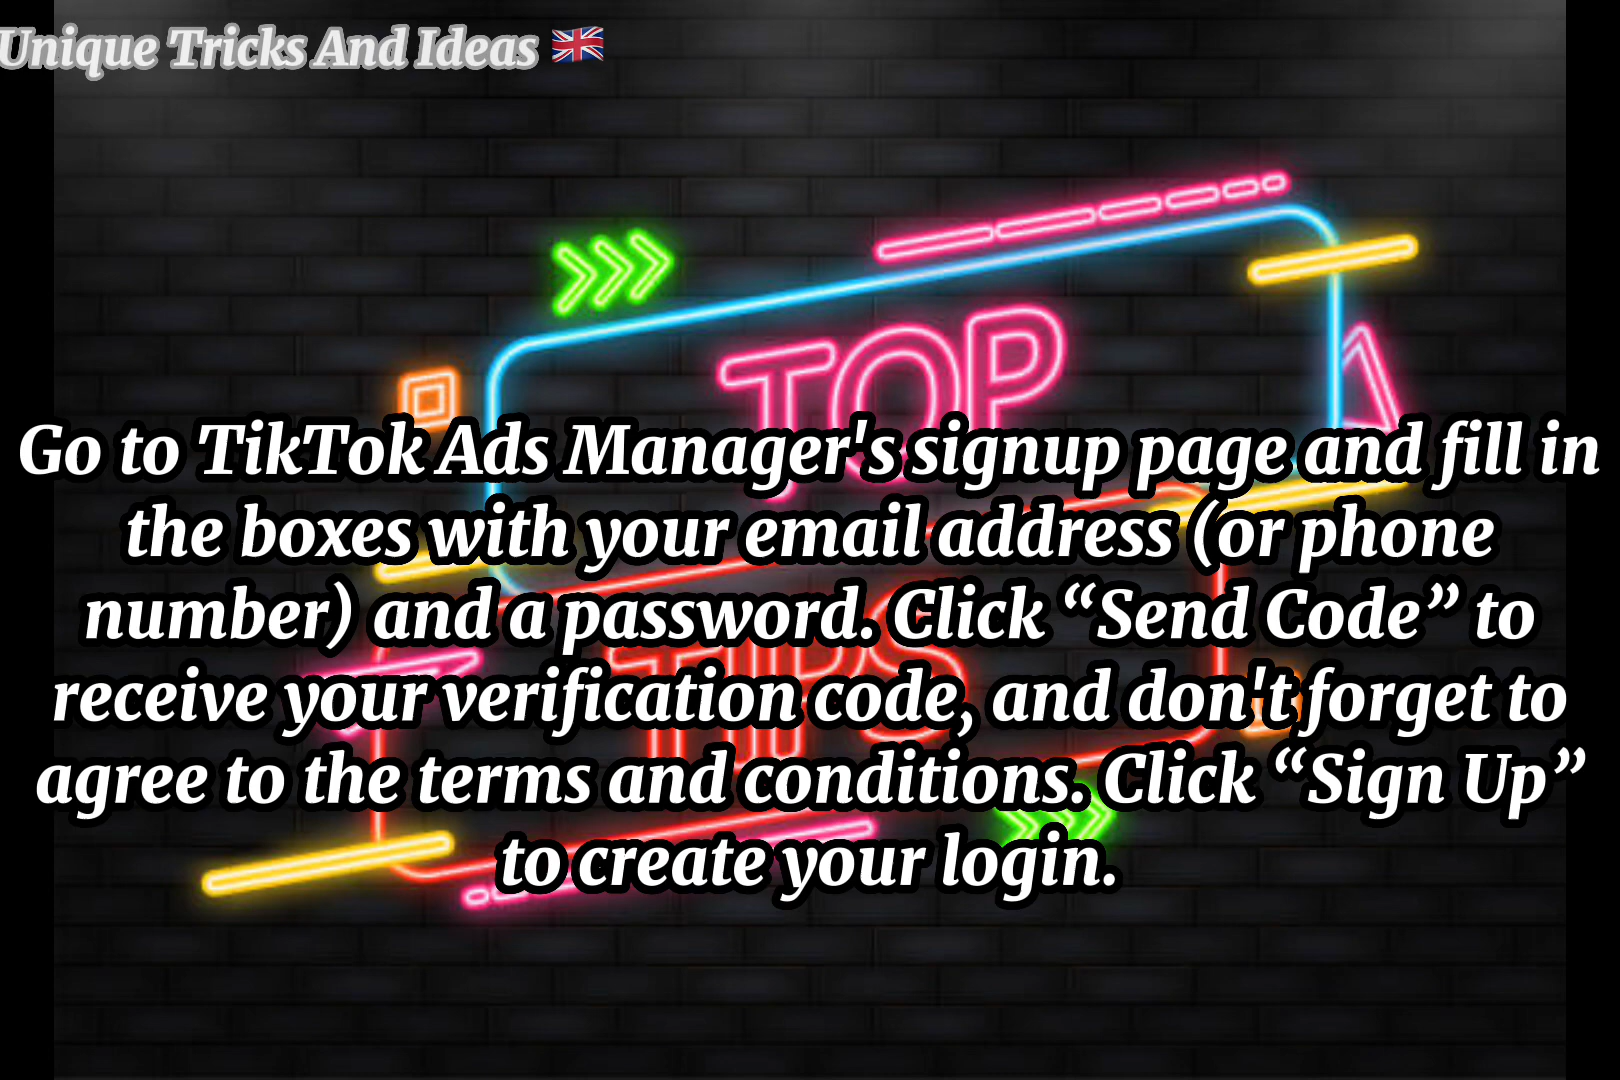 Unique Tricks And Ideas 🇬🇧
TOP
Go to TikTok Ads Manager's signup page and fill in
the boxes with your email address (or phone
number) and a password. Click “Send Code” to
receive your verification code, and don't forget to
agree to the terms and conditions. Click “Sign Up”
to create your login.
TIPS